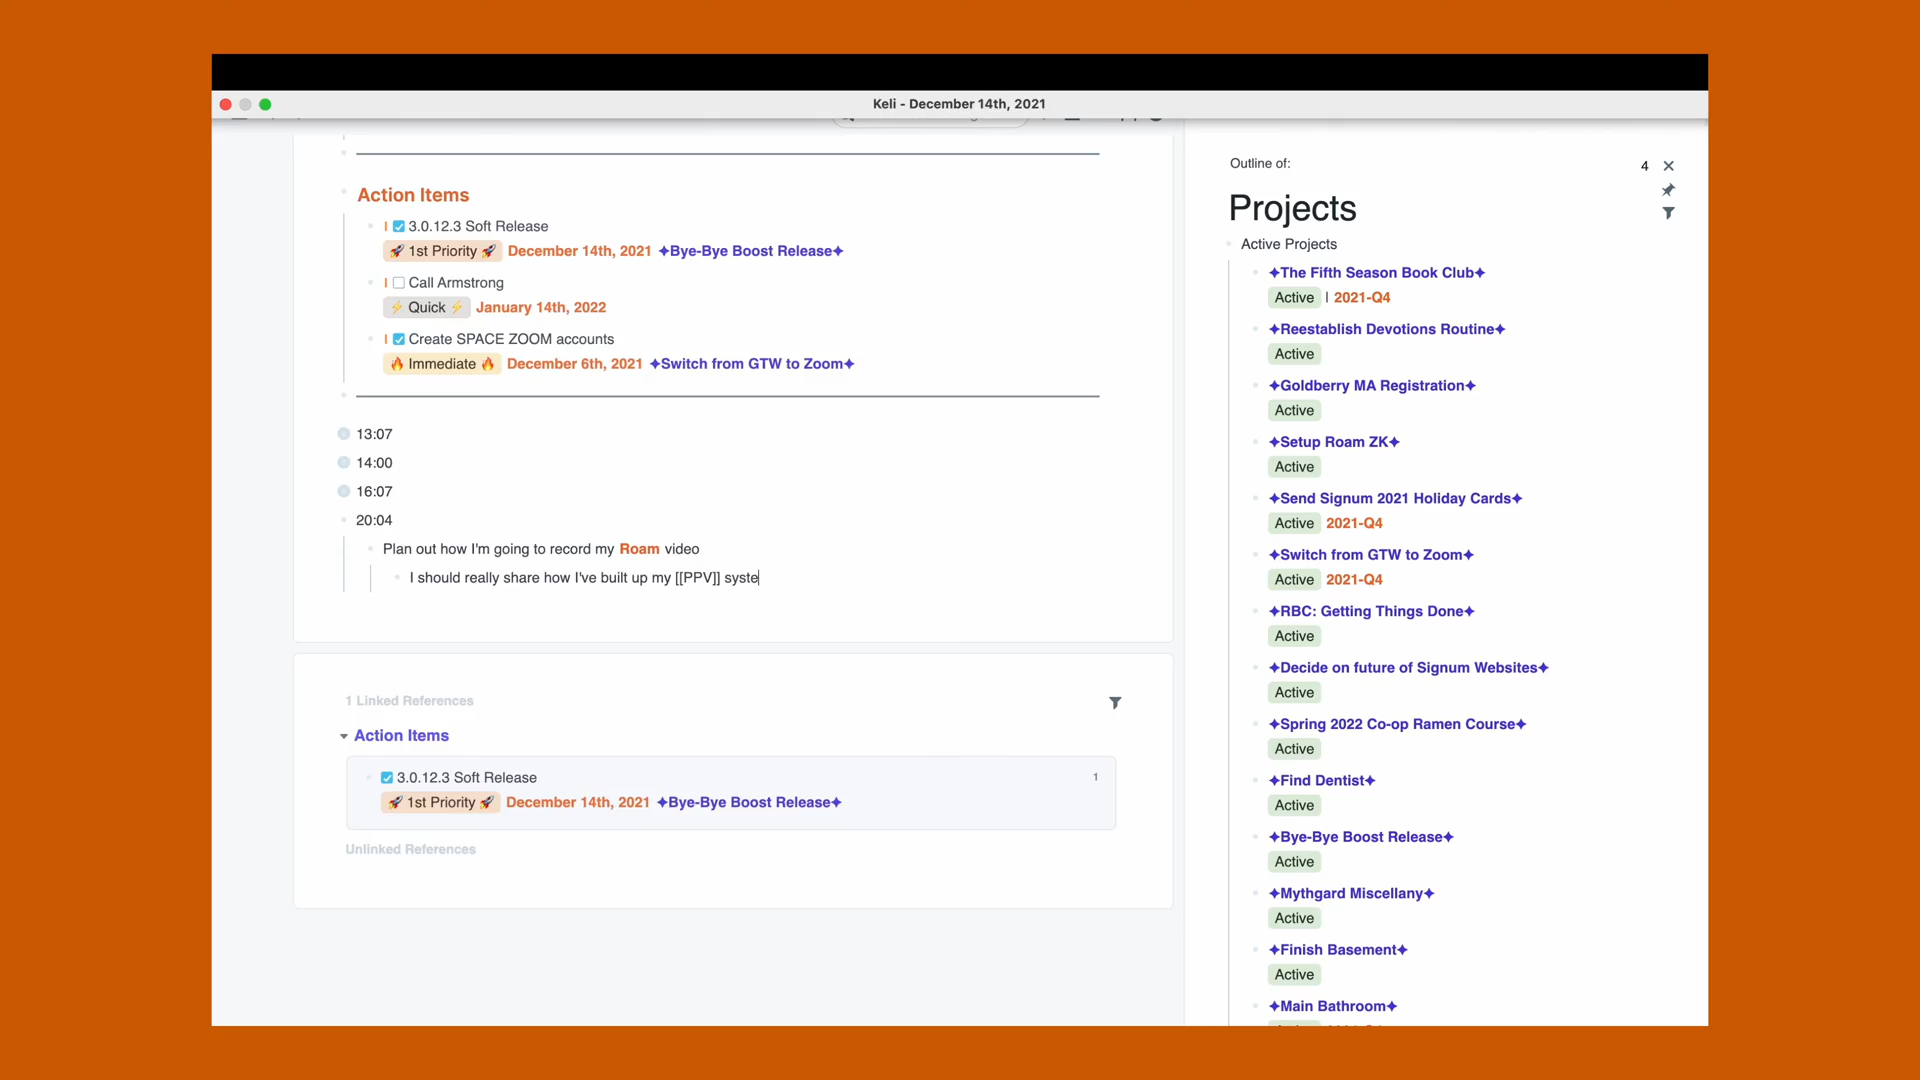 Keli - December 14th, 2021
Action Items
3.0.12.3 Soft Release
🚀 1st Priority 🚀 December 14th, 2021 ✦Bye-Bye Boost Release✦
Call Armstrong
⚡ Quick ⚡ January 14th, 2022
Create SPACE ZOOM accounts
🔥 Immediate 🔥 December 6th, 2021 ✦Switch from GTW to Zoom✦
13:07
14:00
16:07
20:04
Plan out how I'm going to record my Roam video
I should really share how I've built up my [[PPV]] syste
1 Linked References
Action Items
3.0.12.3 Soft Release
1
🚀 1st Priority 🚀 December 14th, 2021 ✦Bye-Bye Boost Release✦
Unlinked References
Outline of:
4
Projects
Active Projects
✦The Fifth Season Book Club✦
Active | 2021-Q4
✦Reestablish Devotions Routine✦
Active
✦Goldberry MA Registration✦
Active
✦Setup Roam ZK✦
Active
✦Send Signum 2021 Holiday Cards✦
Active 2021-Q4
✦Switch from GTW to Zoom✦
Active 2021-Q4
✦RBC: Getting Things Done✦
Active
✦Decide on future of Signum Websites✦
Active
✦Spring 2022 Co-op Ramen Course✦
Active
✦Find Dentist✦
Active
✦Bye-Bye Boost Release✦
Active
✦Mythgard Miscellany✦
Active
✦Finish Basement✦
Active
✦Main Bathroom✦